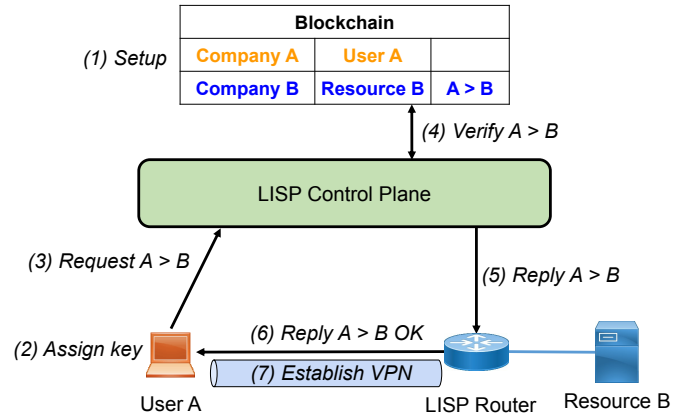 Blockchain
(1) Setup
Company A User A
Company B Resource B A > B
(4) Verify A > B
LISP Control Plane
(3) Request A > B
(5) Reply A > B
(6) Reply A > B OK
(2) Assign key
(7) Establish VPN
User A
LISP Router
Resource B